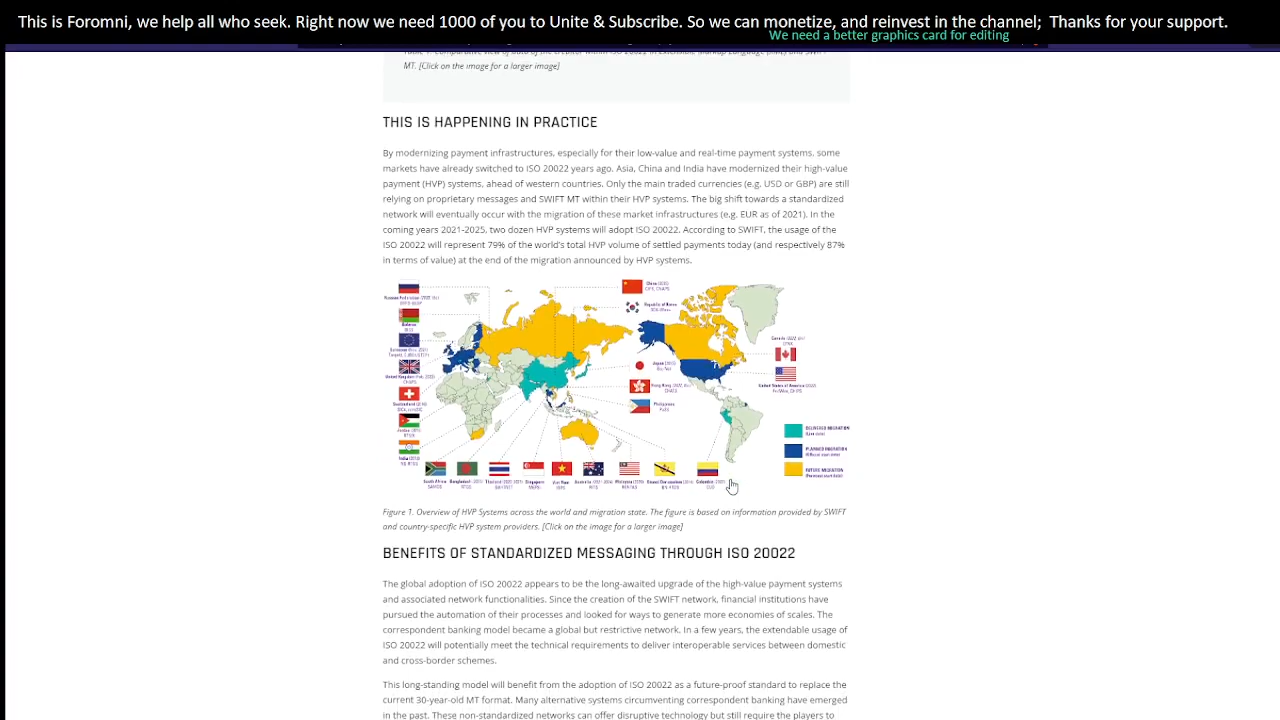 This is Foromni, we help all who seek. Right now we need 1000 of you to Unite & Subscribe. So we can monetize, and reinvest in the channel; Thanks for your support.
We need a better graphics card for editing
MT. [Click on the image for a larger image]
THIS IS HAPPENING IN PRACTICE
By modernizing payment infrastructures, especially for their low-value and real-time payment systems, some
markets have already switched to ISO 20022 years ago. Asia, China and India have modernized their high-value
payment (HVP) systems, ahead of western countries. Only the main traded currencies (e.g. USD or GBP) are still
relying on proprietary messages and SWIFT MT within their HVP systems. The big shift towards a standardized
network will eventually occur with the migration of these market infrastructures (e.g. EUR as of 2021). In the
coming years 2021-2025, two dozen HVP systems will adopt ISO 20022. According to SWIFT, the usage of the
ISO 20022 will represent 79% of the world's total HVP volume of settled payments today (and respectively 87%
in terms of value) at the end of the migration announced by HVP systems.
Republic of Korea
Philippines
South Africa
Singapore
DELIVERED MIGRATION
PLANNED MIGRATION
FUTURE MIGRATION
Figure 1. Overview of HVP Systems across the world and migration state. The figure is based on information provided by SWIFT
and country-specific HVP system providers. [Click on the image for a larger image]
BENEFITS OF STANDARDIZED MESSAGING THROUGH ISO 20022
The global adoption of ISO 20022 appears to be the long-awaited upgrade of the high-value payment systems
and associated network functionalities. Since the creation of the SWIFT network, financial institutions have
pursued the automation of their processes and looked for ways to generate more economies of scales. The
correspondent banking model became a global but restrictive network. In a few years, the extendable usage of
ISO 20022 will potentially meet the technical requirements to deliver interoperable services between domestic
and cross-border schemes.
This long-standing model will benefit from the adoption of ISO 20022 as a future-proof standard to replace the
current 30-year-old MT format. Many alternative systems circumventing correspondent banking have emerged
in the past. These non-standardized networks can offer disruptive technology but still require the players to